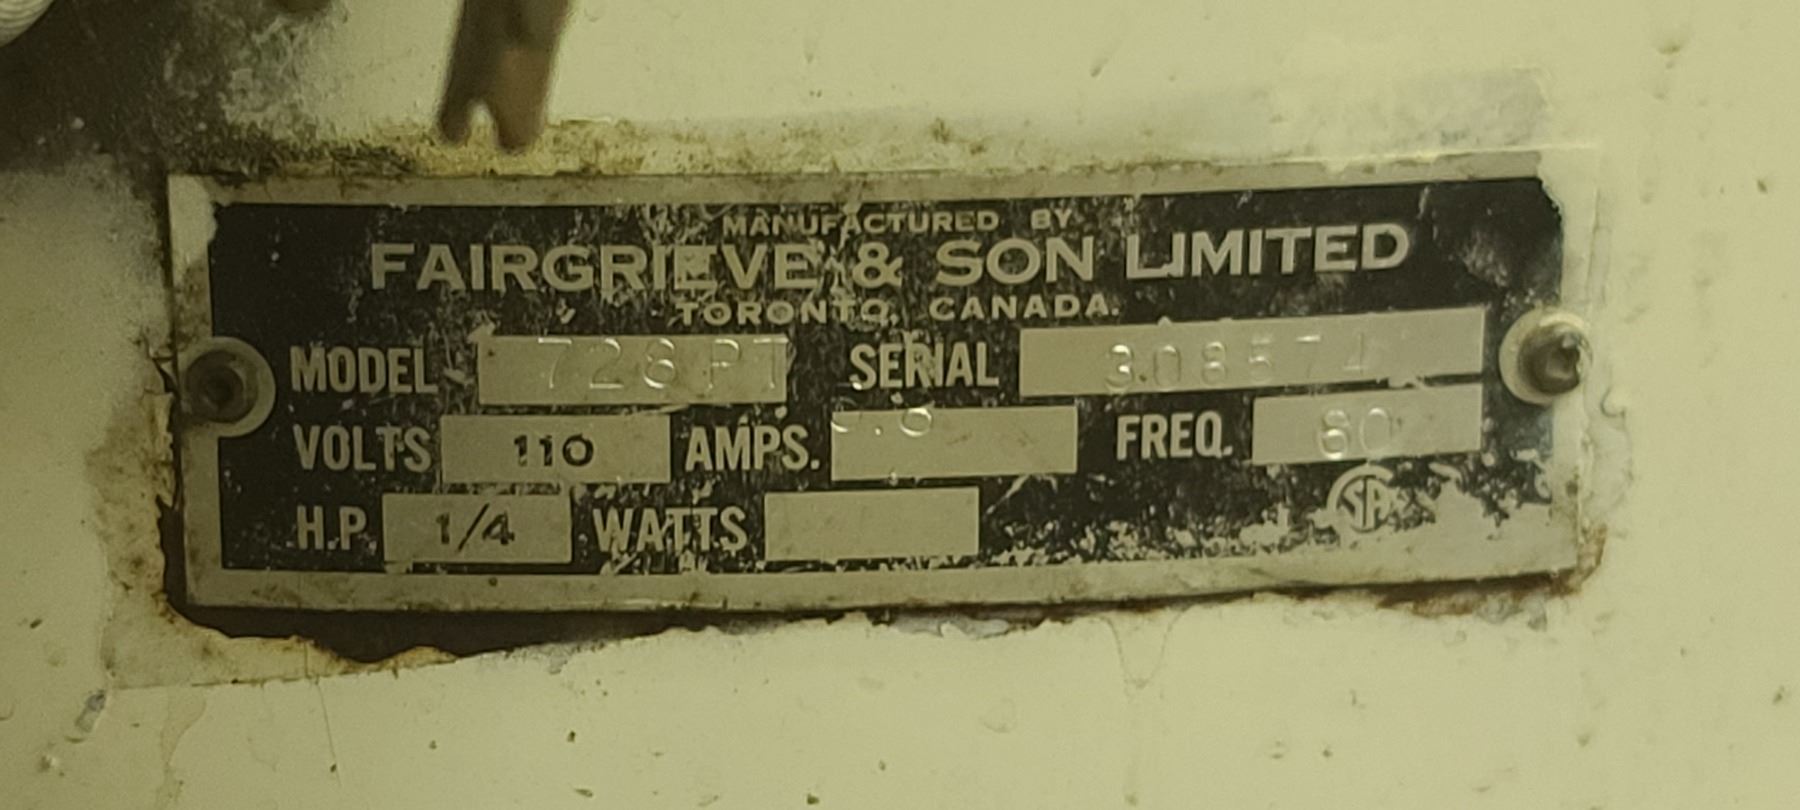 MANUFACTURED BY
FAIRGRIEVE & SON LIMITED
TORONTO, CANADA.
MODEL 726PT SERIAL 308574
VOLTS 110 AMPS. FREQ. 60
H.P. 1/4 WATTS
SA